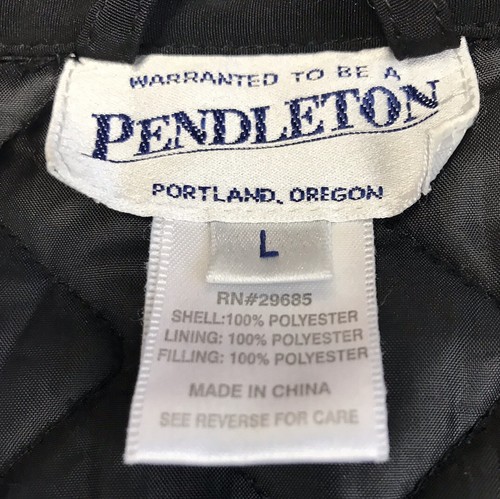 WARRANTED TO BE A
PENDLETON
PORTLAND, OREGON
L
RN#29685
SHELL:100% POLYESTER
LINING: 100% POLYESTER
FILLING: 100% POLYESTER
MADE IN CHINA
SEE REVERSE FOR CARE